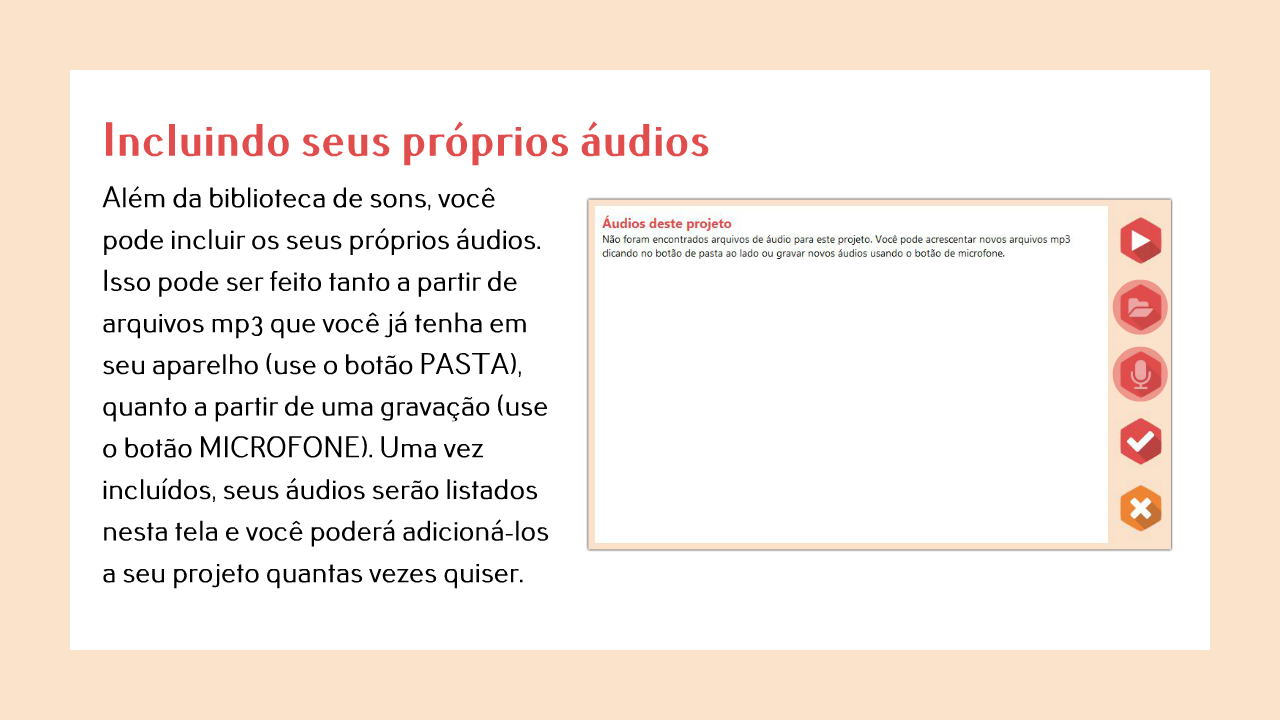 Incluindo seus próprios áudios
Além da biblioteca de sons, você
pode incluir os seus próprios áudios.
Isso pode ser feito tanto a partir de
arquivos mp3 que você já tenha em
seu aparelho (use o botão PASTA),
quanto a partir de uma gravação (use
o botão MICROFONE). Uma vez
incluídos, seus áudios serão listados
nesta tela e você poderá adicioná-los
a seu projeto quantas vezes quiser.
Áudios deste projeto
Não foram encontrados arquivos de áudio para este projeto. Você pode acrescentar novos arquivos mp3
clicando no botão de pasta ao lado ou gravar novos áudios usando o botão de microfone.